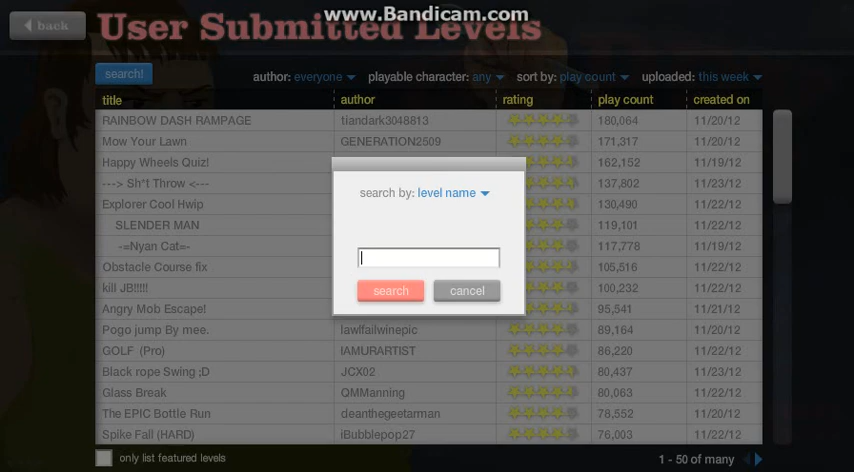 www.Bandicam.com
back
User Submitted Levels
search!
author: everyone playable character: any sort by: play count uploaded: this week
title author rating play count created on
RAINBOW DASH RAMPAGE tiandark3048813 180,064 11/20/12
Mow Your Lawn GENERATION2509 171,317 11/20/12
Happy Wheels Quiz! 162,152 11/19/12
---> Sh*t Throw <--- 137,802 11/23/12
Explorer Cool Hwip 130,490 11/22/12
SLENDER MAN 119,101 11/22/12
-=Nyan Cat=- 117,778 11/19/12
Obstacle Course fix 105,516 11/22/12
kill JB!!!!! 100,232 11/22/12
Angry Mob Escape! 95,541 11/21/12
Pogo jump By mee. lawlfailwinepic 89,164 11/20/12
GOLF (Pro) IAMURARTIST 86,220 11/22/12
Black rope Swing ;D JCX02 80,437 11/23/12
Glass Break QMManning 80,063 11/22/12
The EPIC Bottle Run deanthegeetarman 78,552 11/20/12
Spike Fall (HARD) iBubblepop27 76,003 11/22/12
search by: level name
search cancel
only list featured levels 1 - 50 of many